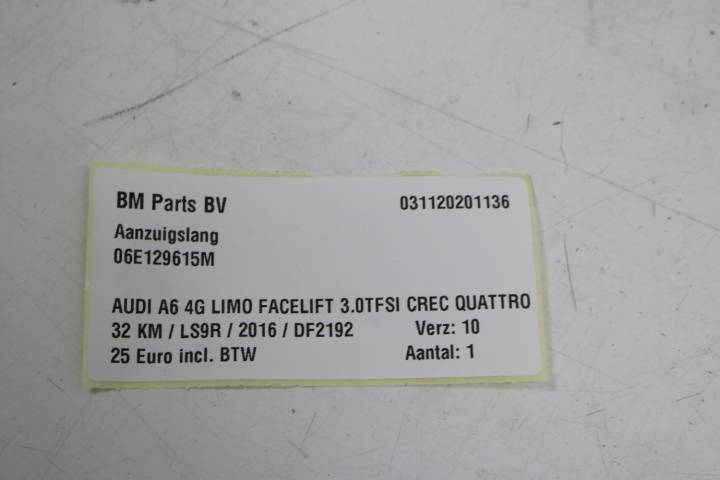 BM Parts BV 031120201136
Aanzuigslang
06E129615M
AUDI A6 4G LIMO FACELIFT 3.0TFSI CREC QUATTRO
32 KM / LS9R / 2016 / DF2192 Verz: 10
25 Euro incl. BTW Aantal: 1